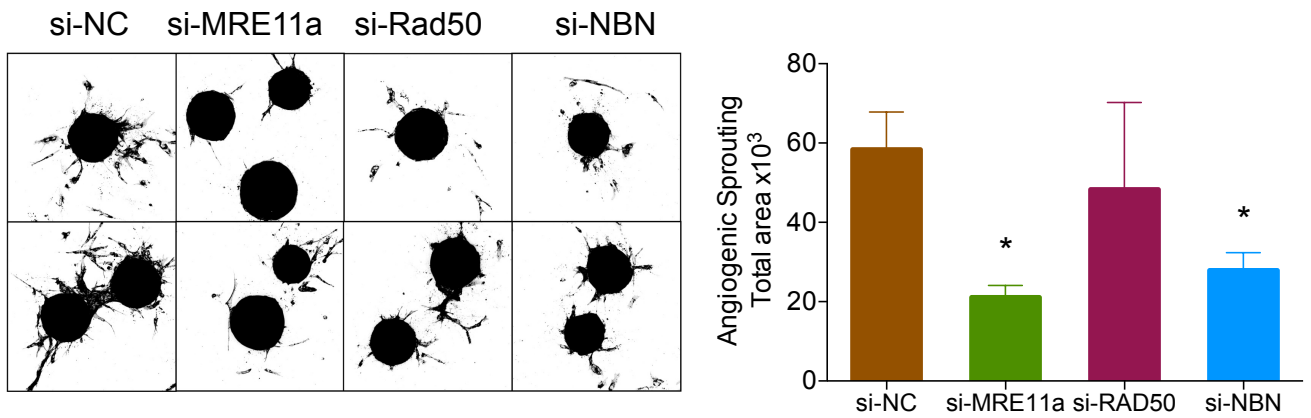 si-NC si-MRE11a si-Rad50 si-NBN
Angiogenic Sprouting
Total area x10³
80
60
40
20
0
*
*
si-NC si-MRE11a si-RAD50 si-NBN